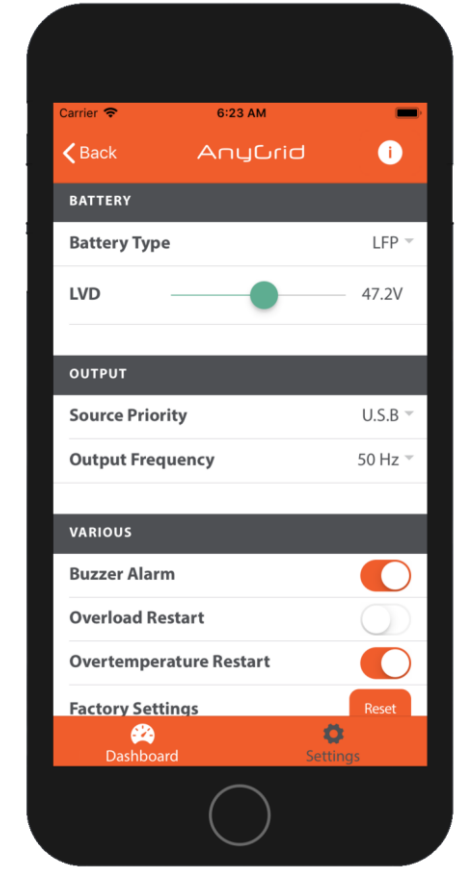 Carrier 6:23 AM
Back AnyGrid i
BATTERY
Battery Type LFP
LVD 47.2V
OUTPUT
Source Priority U.S.B
Output Frequency 50 Hz
VARIOUS
Buzzer Alarm
Overload Restart
Overtemperature Restart
Factory Settings Reset
Dashboard Settings